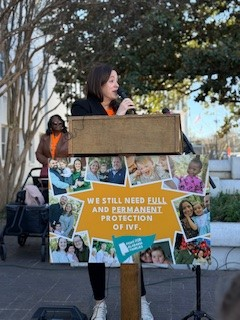 WE STILL NEED FULL
AND PERMANENT
PROTECTION
OF IVF.